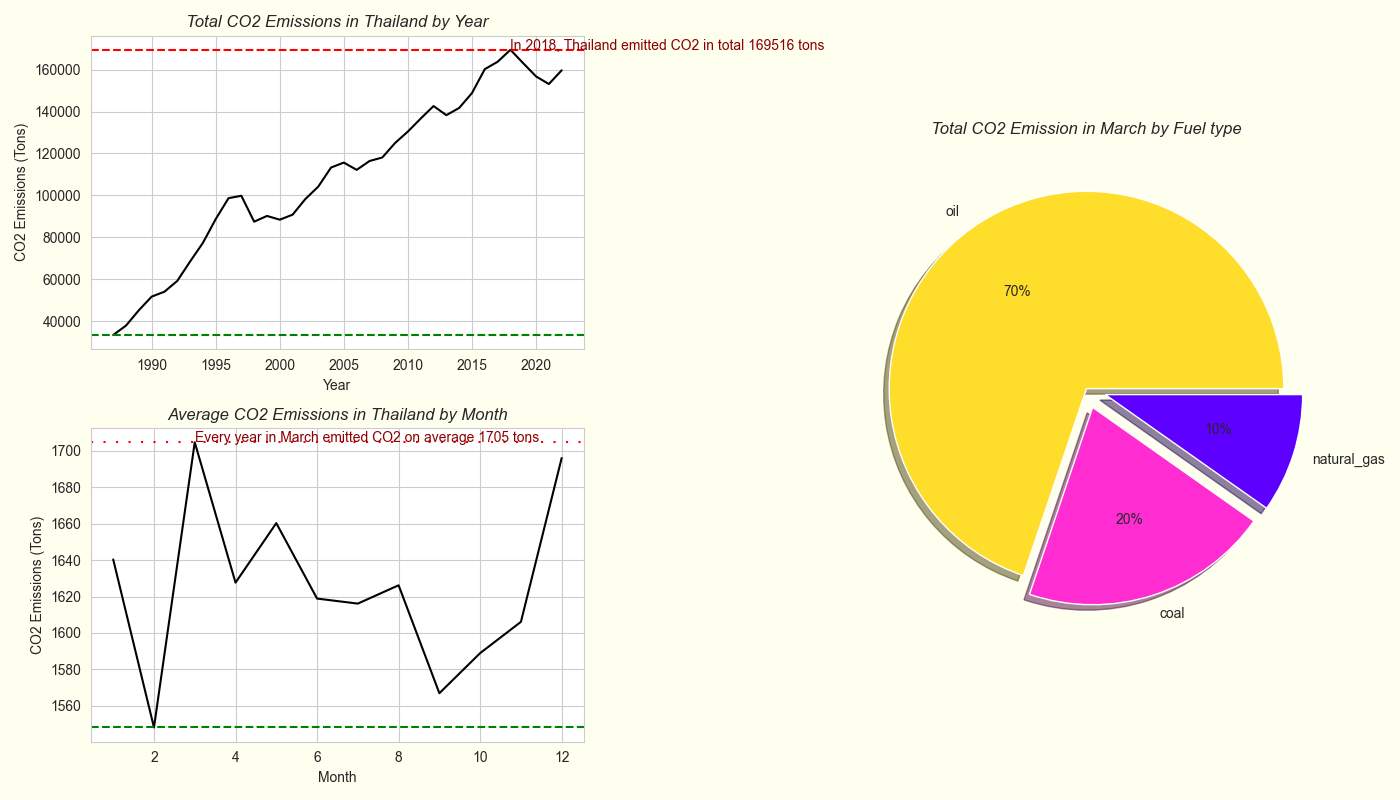 Total CO2 Emissions in Thailand by Year
In 2018, Thailand emitted CO2 in total 169516 tons
CO2 Emissions (Tons)
160000
140000
120000
100000
80000
60000
40000
1990 1995 2000 2005 2010 2015 2020
Year
Average CO2 Emissions in Thailand by Month
Every year in March emitted CO2 on average 1705 tons
CO2 Emissions (Tons)
1700
1680
1660
1640
1620
1600
1580
1560
2 4 6 8 10 12
Month
Total CO2 Emission in March by Fuel type
oil
70%
10%
natural_gas
20%
coal